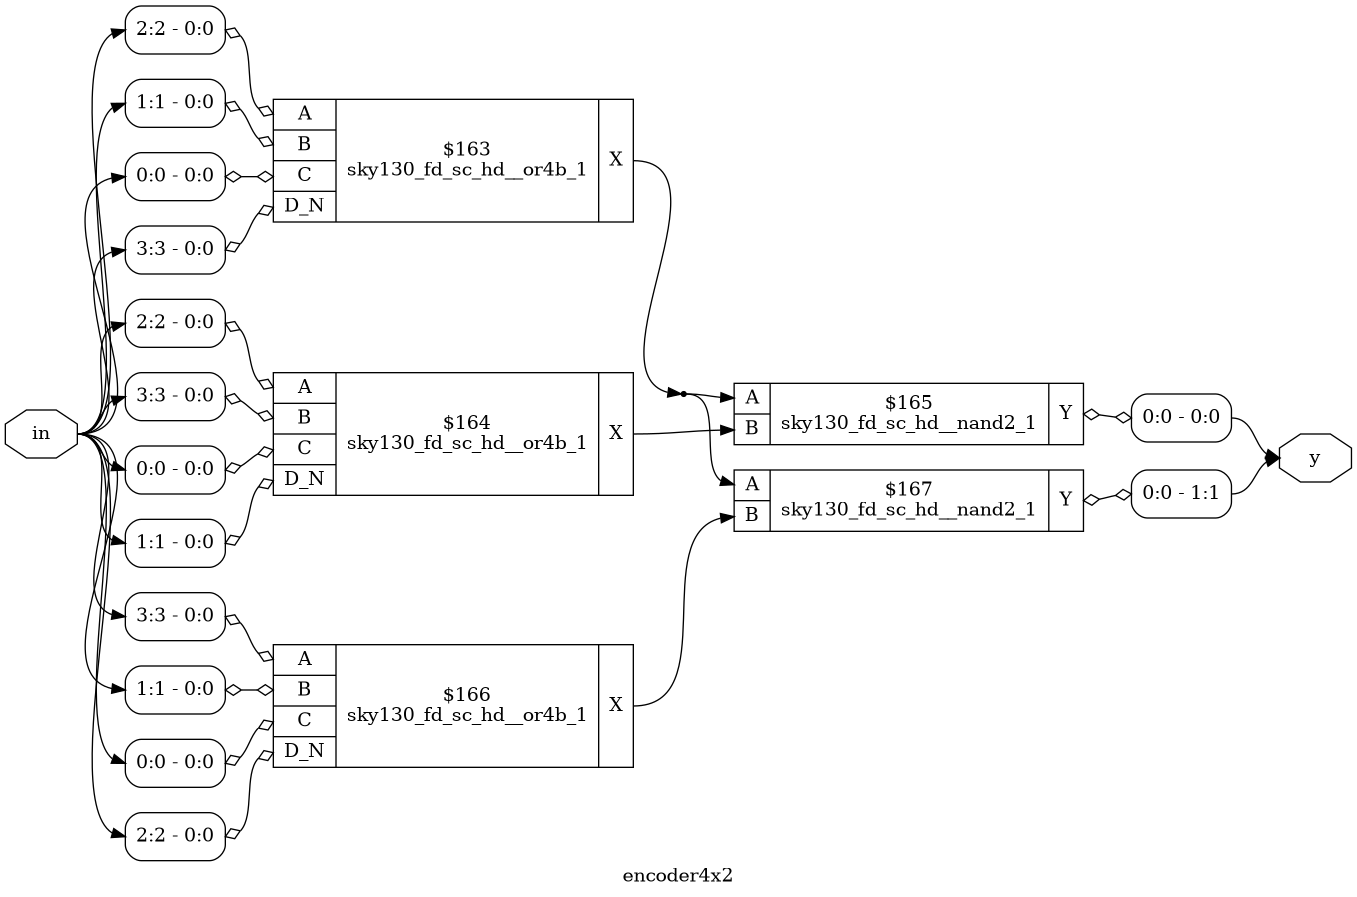 in
2:2 - 0:0
1:1 - 0:0
0:0 - 0:0
3:3 - 0:0
A
B
C
D_N
$163
sky130_fd_sc_hd__or4b_1
X
2:2 - 0:0
3:3 - 0:0
0:0 - 0:0
1:1 - 0:0
A
B
C
D_N
$164
sky130_fd_sc_hd__or4b_1
X
3:3 - 0:0
1:1 - 0:0
0:0 - 0:0
2:2 - 0:0
A
B
C
D_N
$166
sky130_fd_sc_hd__or4b_1
X
A
B
$165
sky130_fd_sc_hd__nand2_1
Y
0:0 - 0:0
A
B
$167
sky130_fd_sc_hd__nand2_1
Y
0:0 - 1:1
y
encoder4x2